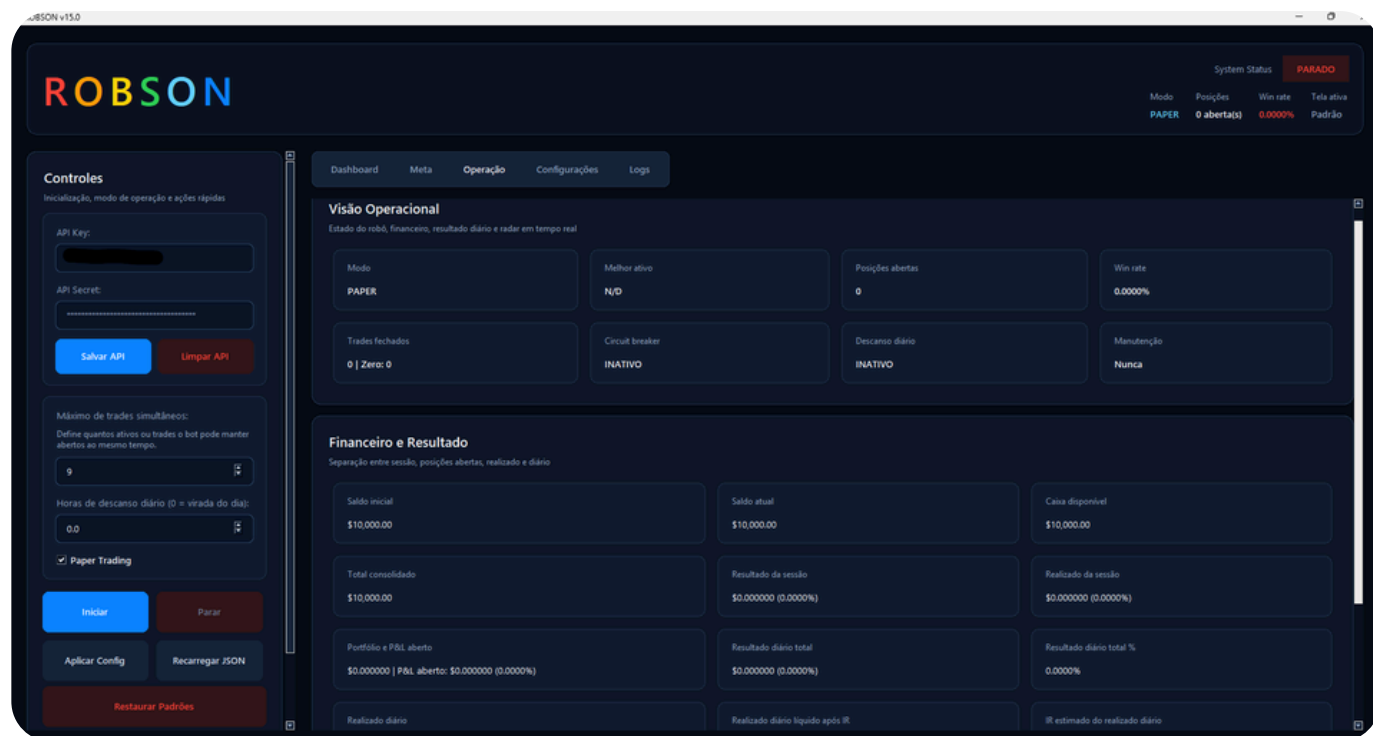 ROBSON v15.0
ROBSON
System Status PARADO
Modo Posições Win rate Tela ativa
PAPER 0 aberta(s) 0.0000% Padrão
Controles
Inicialização, modo de operação e ações rápidas
API Key:
API Secret:
Salvar API Limpar API
Máximo de trades simultâneos:
Define quantos ativos ou trades o bot pode manter
abertos ao mesmo tempo.
9
Horas de descanso diário (0 = virada do dia):
0.0
Paper Trading
Iniciar Parar
Aplicar Config Recarregar JSON
Restaurar Padrões
Dashboard Meta Operação Configurações Logs
Visão Operacional
Estado do robô, financeiro, resultado diário e radar em tempo real
Modo Melhor ativo Posições abertas Win rate
PAPER N/D 0 0.0000%
Trades fechados Circuit breaker Descanso diário Manutenção
0 | Zero: 0 INATIVO INATIVO Nunca
Financeiro e Resultado
Separação entre sessão, posições abertas, realizado e diário
Saldo inicial Saldo atual Caixa disponível
$10,000.00 $10,000.00 $10,000.00
Total consolidado Resultado da sessão Realizado da sessão
$10,000.00 $0.000000 (0.0000%) $0.000000 (0.0000%)
Portfólio e P&L aberto Resultado diário total Resultado diário total %
$0.000000 | P&L aberto: $0.000000 (0.0000%) $0.000000 (0.0000%) 0.0000%
Realizado diário Realizado diário líquido após IR IR estimado do realizado diário